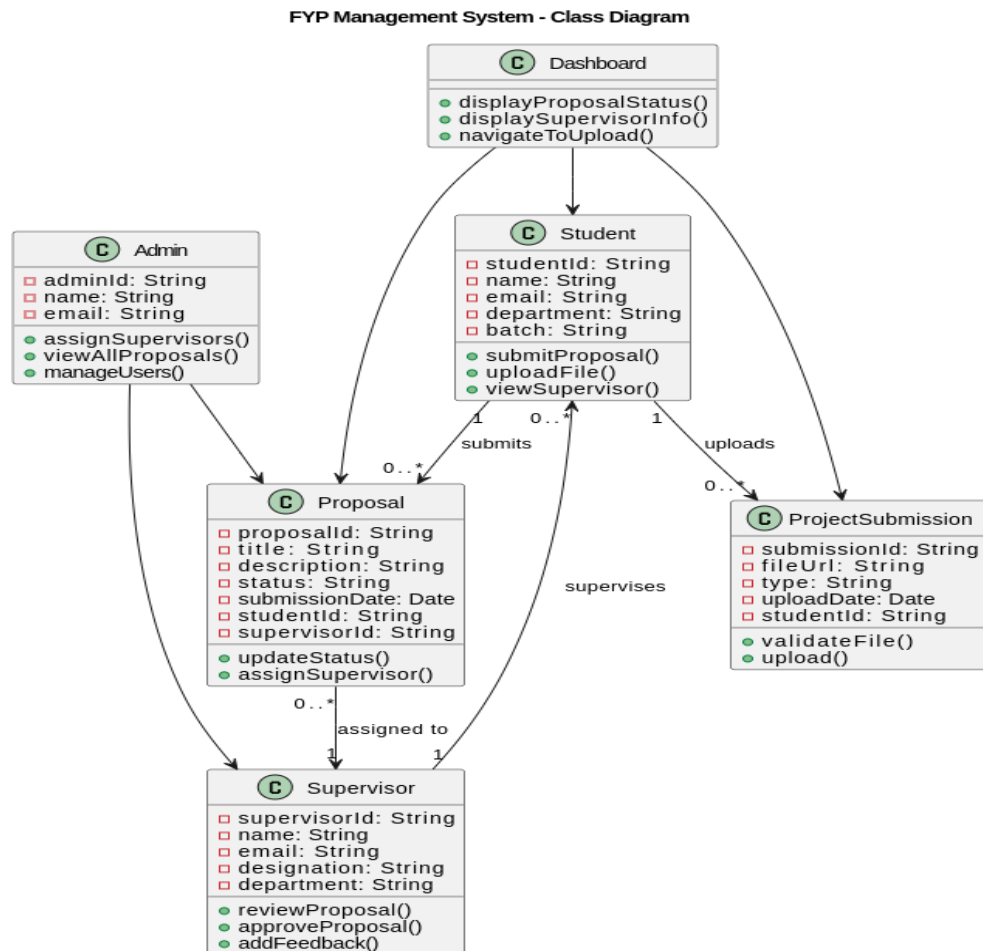 FYP Management System - Class Diagram
C Dashboard
displayProposalStatus()
displaySupervisorInfo()
navigateToUpload()
C Admin
adminId: String
name: String
email: String
assignSupervisors()
viewAllProposals()
manageUsers()
C Student
studentId: String
name: String
email: String
department: String
batch: String
submitProposal()
uploadFile()
viewSupervisor()
1
0..*
1
submits
uploads
0..*
0..*
C Proposal
proposalId: String
title: String
description: String
status: String
submissionDate: Date
studentId: String
supervisorId: String
updateStatus()
assignSupervisor()
C ProjectSubmission
submissionId: String
fileUrl: String
type: String
uploadDate: Date
studentId: String
validateFile()
upload()
supervises
0..*
assigned to
1
1
C Supervisor
supervisorId: String
name: String
email: String
designation: String
department: String
reviewProposal()
approveProposal()
addFeedback()